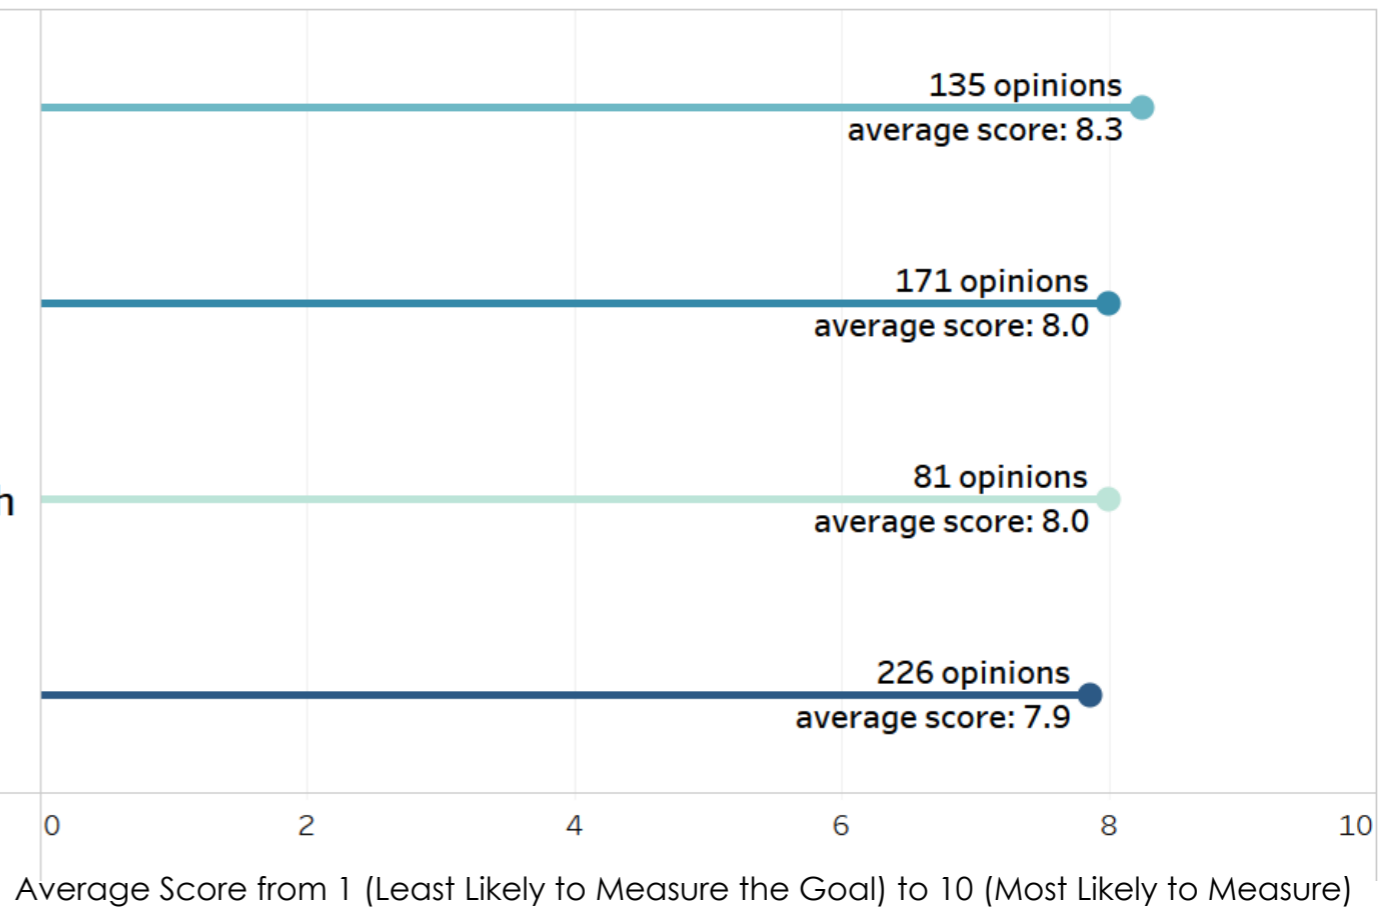 135 opinions
average score: 8.3
171 opinions
average score: 8.0
h
81 opinions
average score: 8.0
226 opinions
average score: 7.9
0 2 4 6 8 10
Average Score from 1 (Least Likely to Measure the Goal) to 10 (Most Likely to Measure)